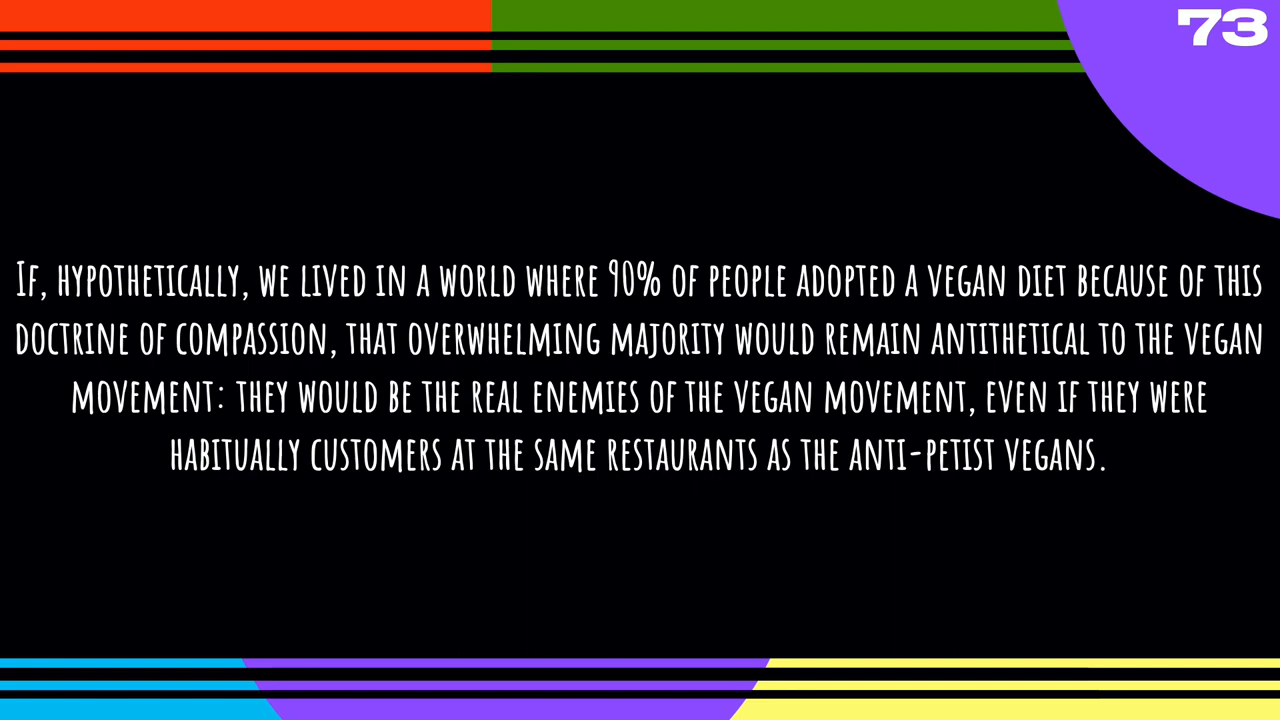 73
If, hypothetically, we lived in a world where 90% of people adopted a vegan diet because of this
doctrine of compassion, that overwhelming majority would remain antithetical to the vegan
movement: they would be the real enemies of the vegan movement, even if they were
habitually customers at the same restaurants as the anti-petist vegans.